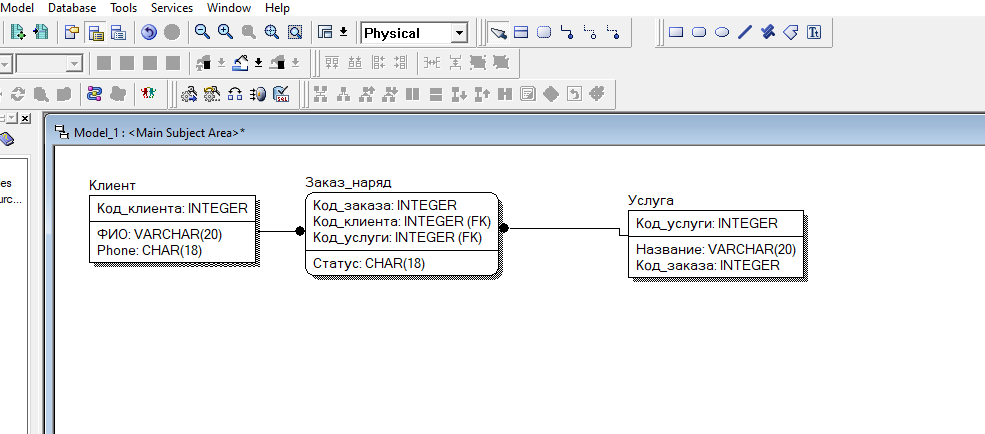 Model Database Tools Services Window Help
Physical
Model_1 : <Main Subject Area>*
es
urc...
Клиент
Код_клиента: INTEGER
ФИО: VARCHAR(20)
Phone: CHAR(18)
Заказ_наряд
Код_заказа: INTEGER
Код_клиента: INTEGER (FK)
Код_услуги: INTEGER (FK)
Статус: CHAR(18)
Услуга
Код_услуги: INTEGER
Название: VARCHAR(20)
Код_заказа: INTEGER